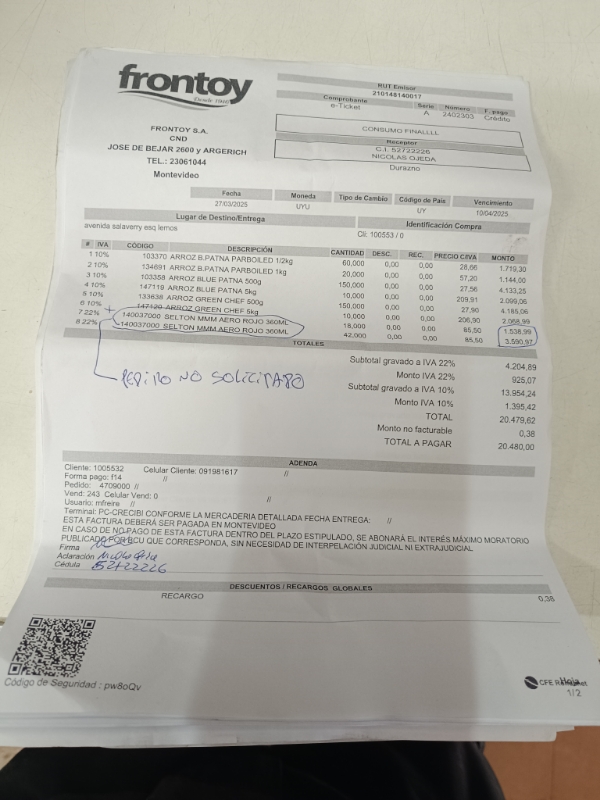 frontoy
Desde 1940
FRONTOY S.A.
CND
JOSE DE BEJAR 2600 y ARGERICH
TEL.: 23061044
Montevideo
RUT Emisor
210148140017
Comprobante Serie Número F. pago
e-Ticket A 2402303 Crédito
CONSUMO FINALLLL
Receptor
C.I. 52722226
NICOLAS OJEDA
Durazno
Fecha Moneda Tipo de Cambio Código de País Vencimiento
27/03/2025 UYU UY 10/04/2025
Lugar de Destino/Entrega Identificación Compra
avenida salaverry esq lemos Cli: 100553 / 0
# IVA CÓDIGO DESCRIPCIÓN CANTIDAD DESC. REC. PRECIO CIVA MONTO
1 10% 103370 ARROZ B.PATNA PARBOILED 1/2kg 60,000 0,00 0,00 28,66 1.719,30
2 10% 134691 ARROZ B.PATNA PARBOILED 1kg 20,000 0,00 0,00 57,20 1.144,00
3 10% 103358 ARROZ BLUE PATNA 500g 150,000 0,00 0,00 27,56 4.133,25
4 10% 147118 ARROZ BLUE PATNA 5kg 10,000 0,00 0,00 209,91 2.099,06
5 10% 133638 ARROZ GREEN CHEF 500g 150,000 0,00 0,00 27,90 4.185,06
6 10% 147120 ARROZ GREEN CHEF 5kg 10,000 0,00 0,00 206,90 2.068,99
7 22% 140037000 SELTON MMM AERO ROJO 360ML 18,000 0,00 0,00 85,50 1.538,99
8 22% 140037000 SELTON MMM AERO ROJO 360ML 42,000 0,00 0,00 85,50 3.590,97
TOTALES
PEDIDO NO SOLICITADO
Subtotal gravado a IVA 22% 4.204,89
Monto IVA 22% 925,07
Subtotal gravado a IVA 10% 13.954,24
Monto IVA 10% 1.395,42
TOTAL 20.479,62
Monto no facturable 0,38
TOTAL A PAGAR 20.480,00
ADENDA
Cliente: 1005532 Celular Cliente: 091981617 //
Forma pago: f14 //
Pedido: 4709000 //
Vend: 243 Celular Vend: 0 //
Usuario: mfreire //
Terminal: PC-CRECIBI CONFORME LA MERCADERIA DETALLADA FECHA ENTREGA: //
ESTA FACTURA DEBERÁ SER PAGADA EN MONTEVIDEO
EN CASO DE NO PAGO DE ESTA FACTURA DENTRO DEL PLAZO ESTIPULADO, SE ABONARÁ EL INTERÉS MÁXIMO MORATORIO
PUBLICADO POR BCU QUE CORRESPONDA, SIN NECESIDAD DE INTERPELACIÓN JUDICIAL NI EXTRAJUDICIAL
Firma
Aclaración
Cédula 52722226
DESCUENTOS / RECARGOS GLOBALES
RECARGO 0,38
Código de Seguridad : pw8oQv
CFE
Hoja
1/2